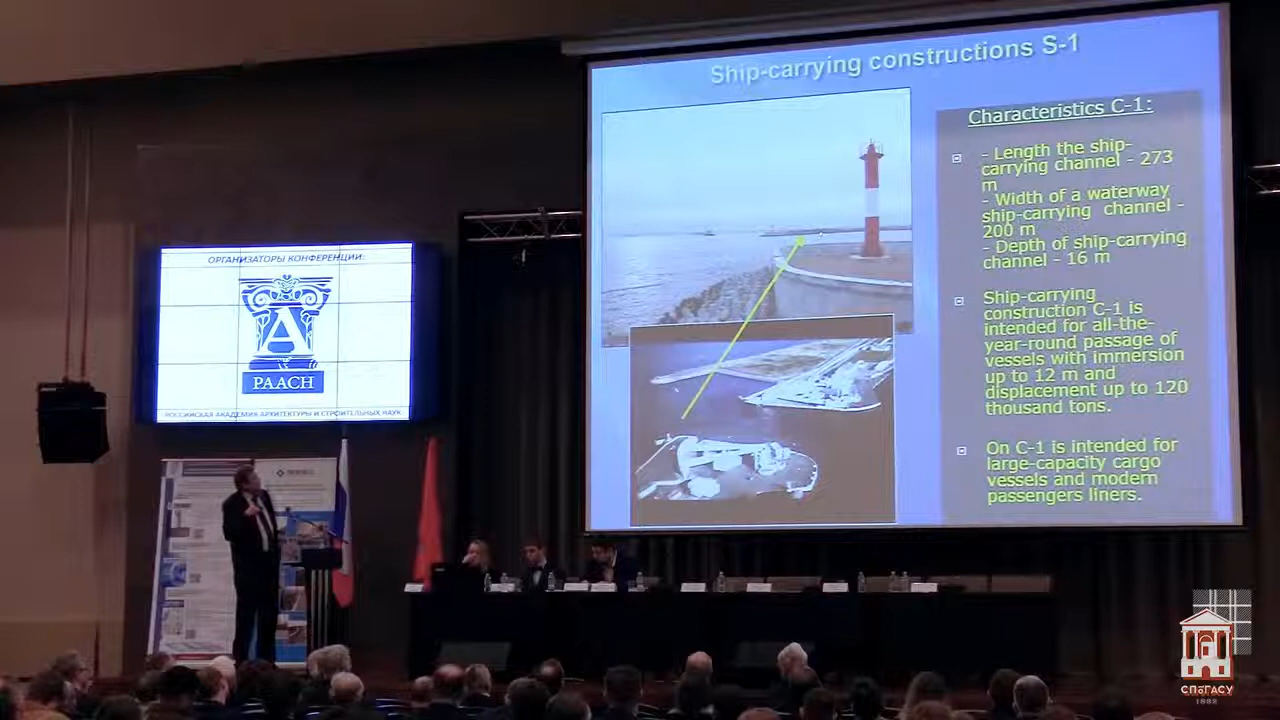 Ship-carrying constructions S-1
Characteristics C-1:
- Length the ship-
carrying channel - 273
m
- Width of a waterway
ship-carrying channel -
200 m
- Depth of ship-carrying
channel - 16 m
Ship-carrying
construction C-1 is
intended for all-the-
year-round passage of
vessels with immersion
up to 12 m and
displacement up to 120
thousand tons.
On C-1 is intended for
large-capacity cargo
vessels and modern
passengers liners.
ОРГАНИЗАТОРЫ КОНФЕРЕНЦИИ:
А
РААСН
РОССИЙСКАЯ АКАДЕМИЯ АРХИТЕКТУРЫ И СТРОИТЕЛЬНЫХ НАУК
СПбГАСУ
1832